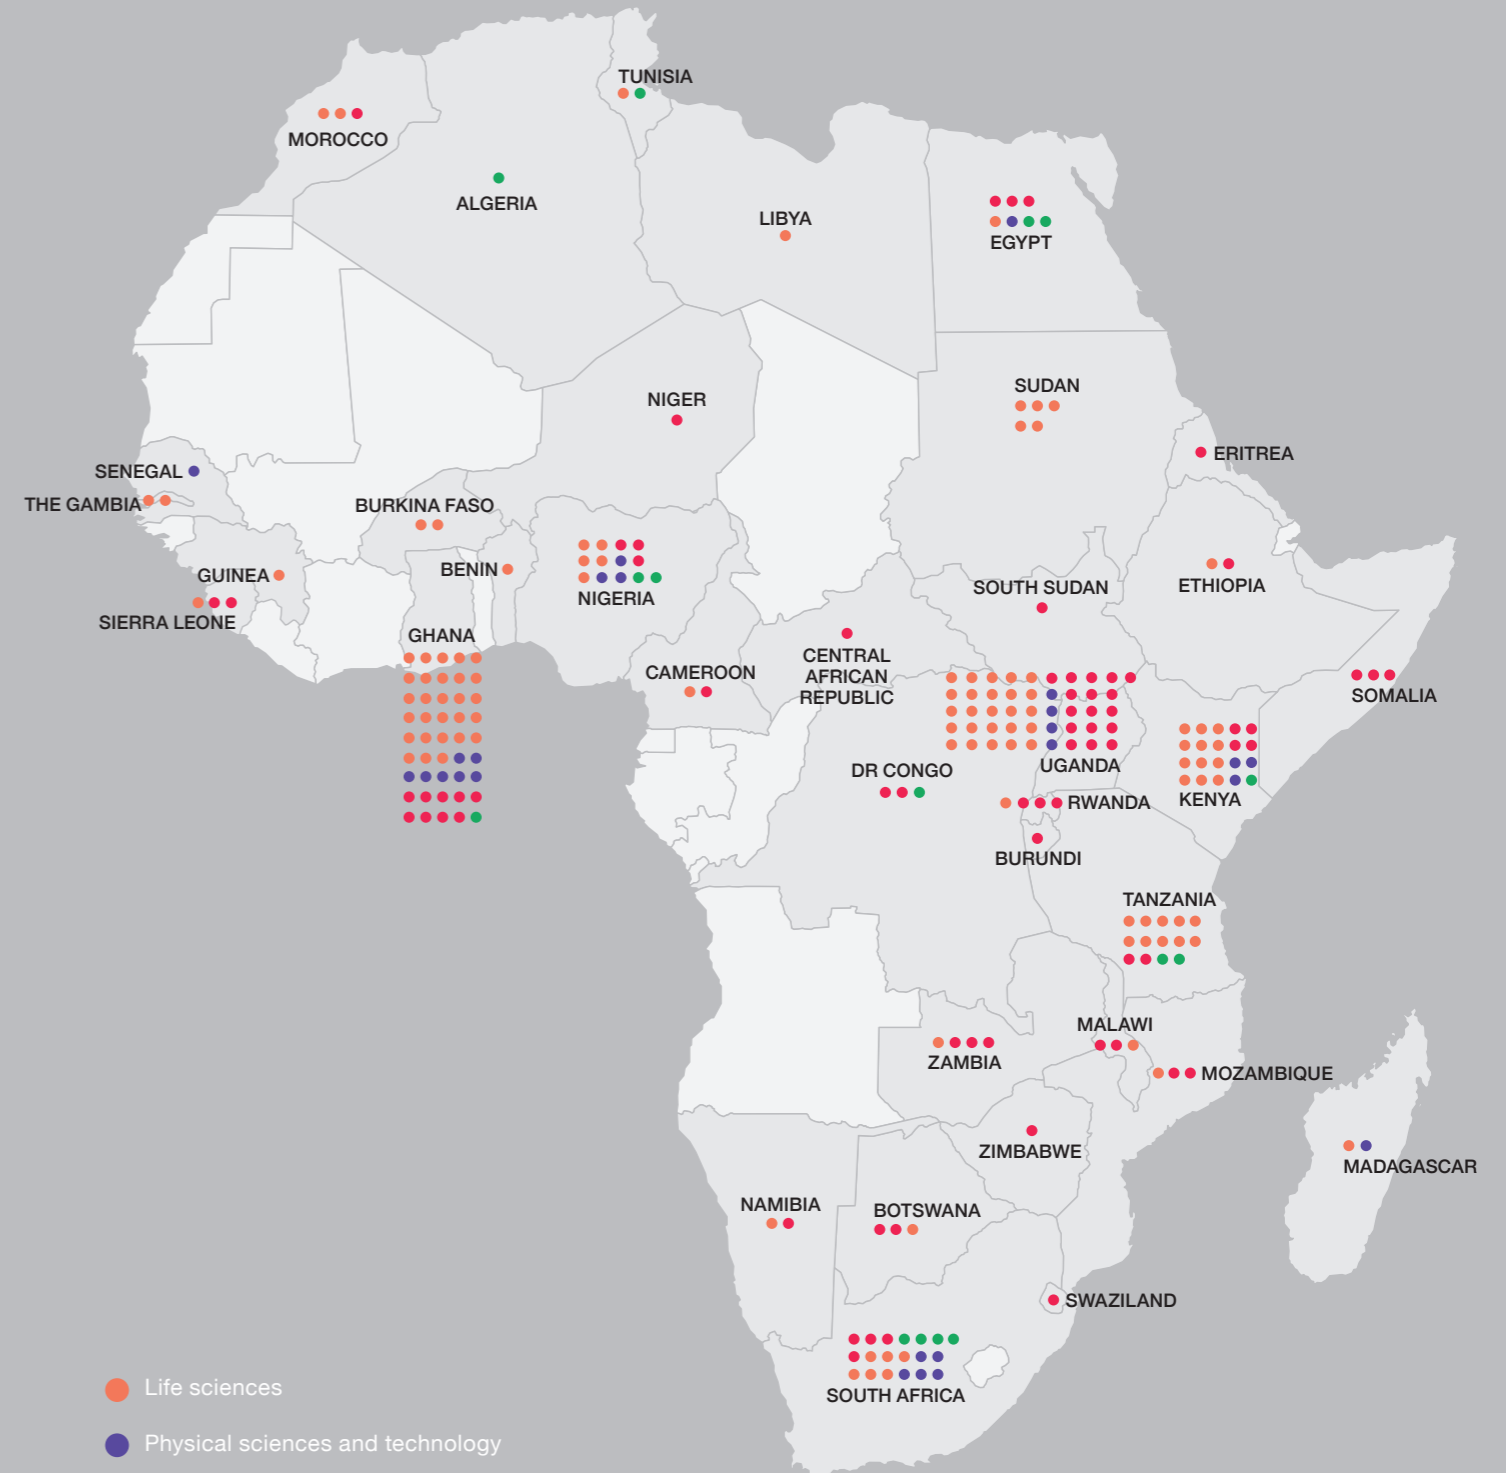 TUNISIA
MOROCCO
ALGERIA
LIBYA
EGYPT
SUDAN
NIGER
ERITREA
SENEGAL
THE GAMBIA
BURKINA FASO
BENIN
GUINEA
SIERRA LEONE
NIGERIA
ETHIOPIA
SOUTH SUDAN
GHANA
CAMEROON
CENTRAL
AFRICAN
REPUBLIC
SOMALIA
UGANDA
DR CONGO
KENYA
RWANDA
BURUNDI
TANZANIA
MALAWI
ZAMBIA
MOZAMBIQUE
ZIMBABWE
MADAGASCAR
NAMIBIA
BOTSWANA
SWAZILAND
SOUTH AFRICA
Life sciences
Physical sciences and technology